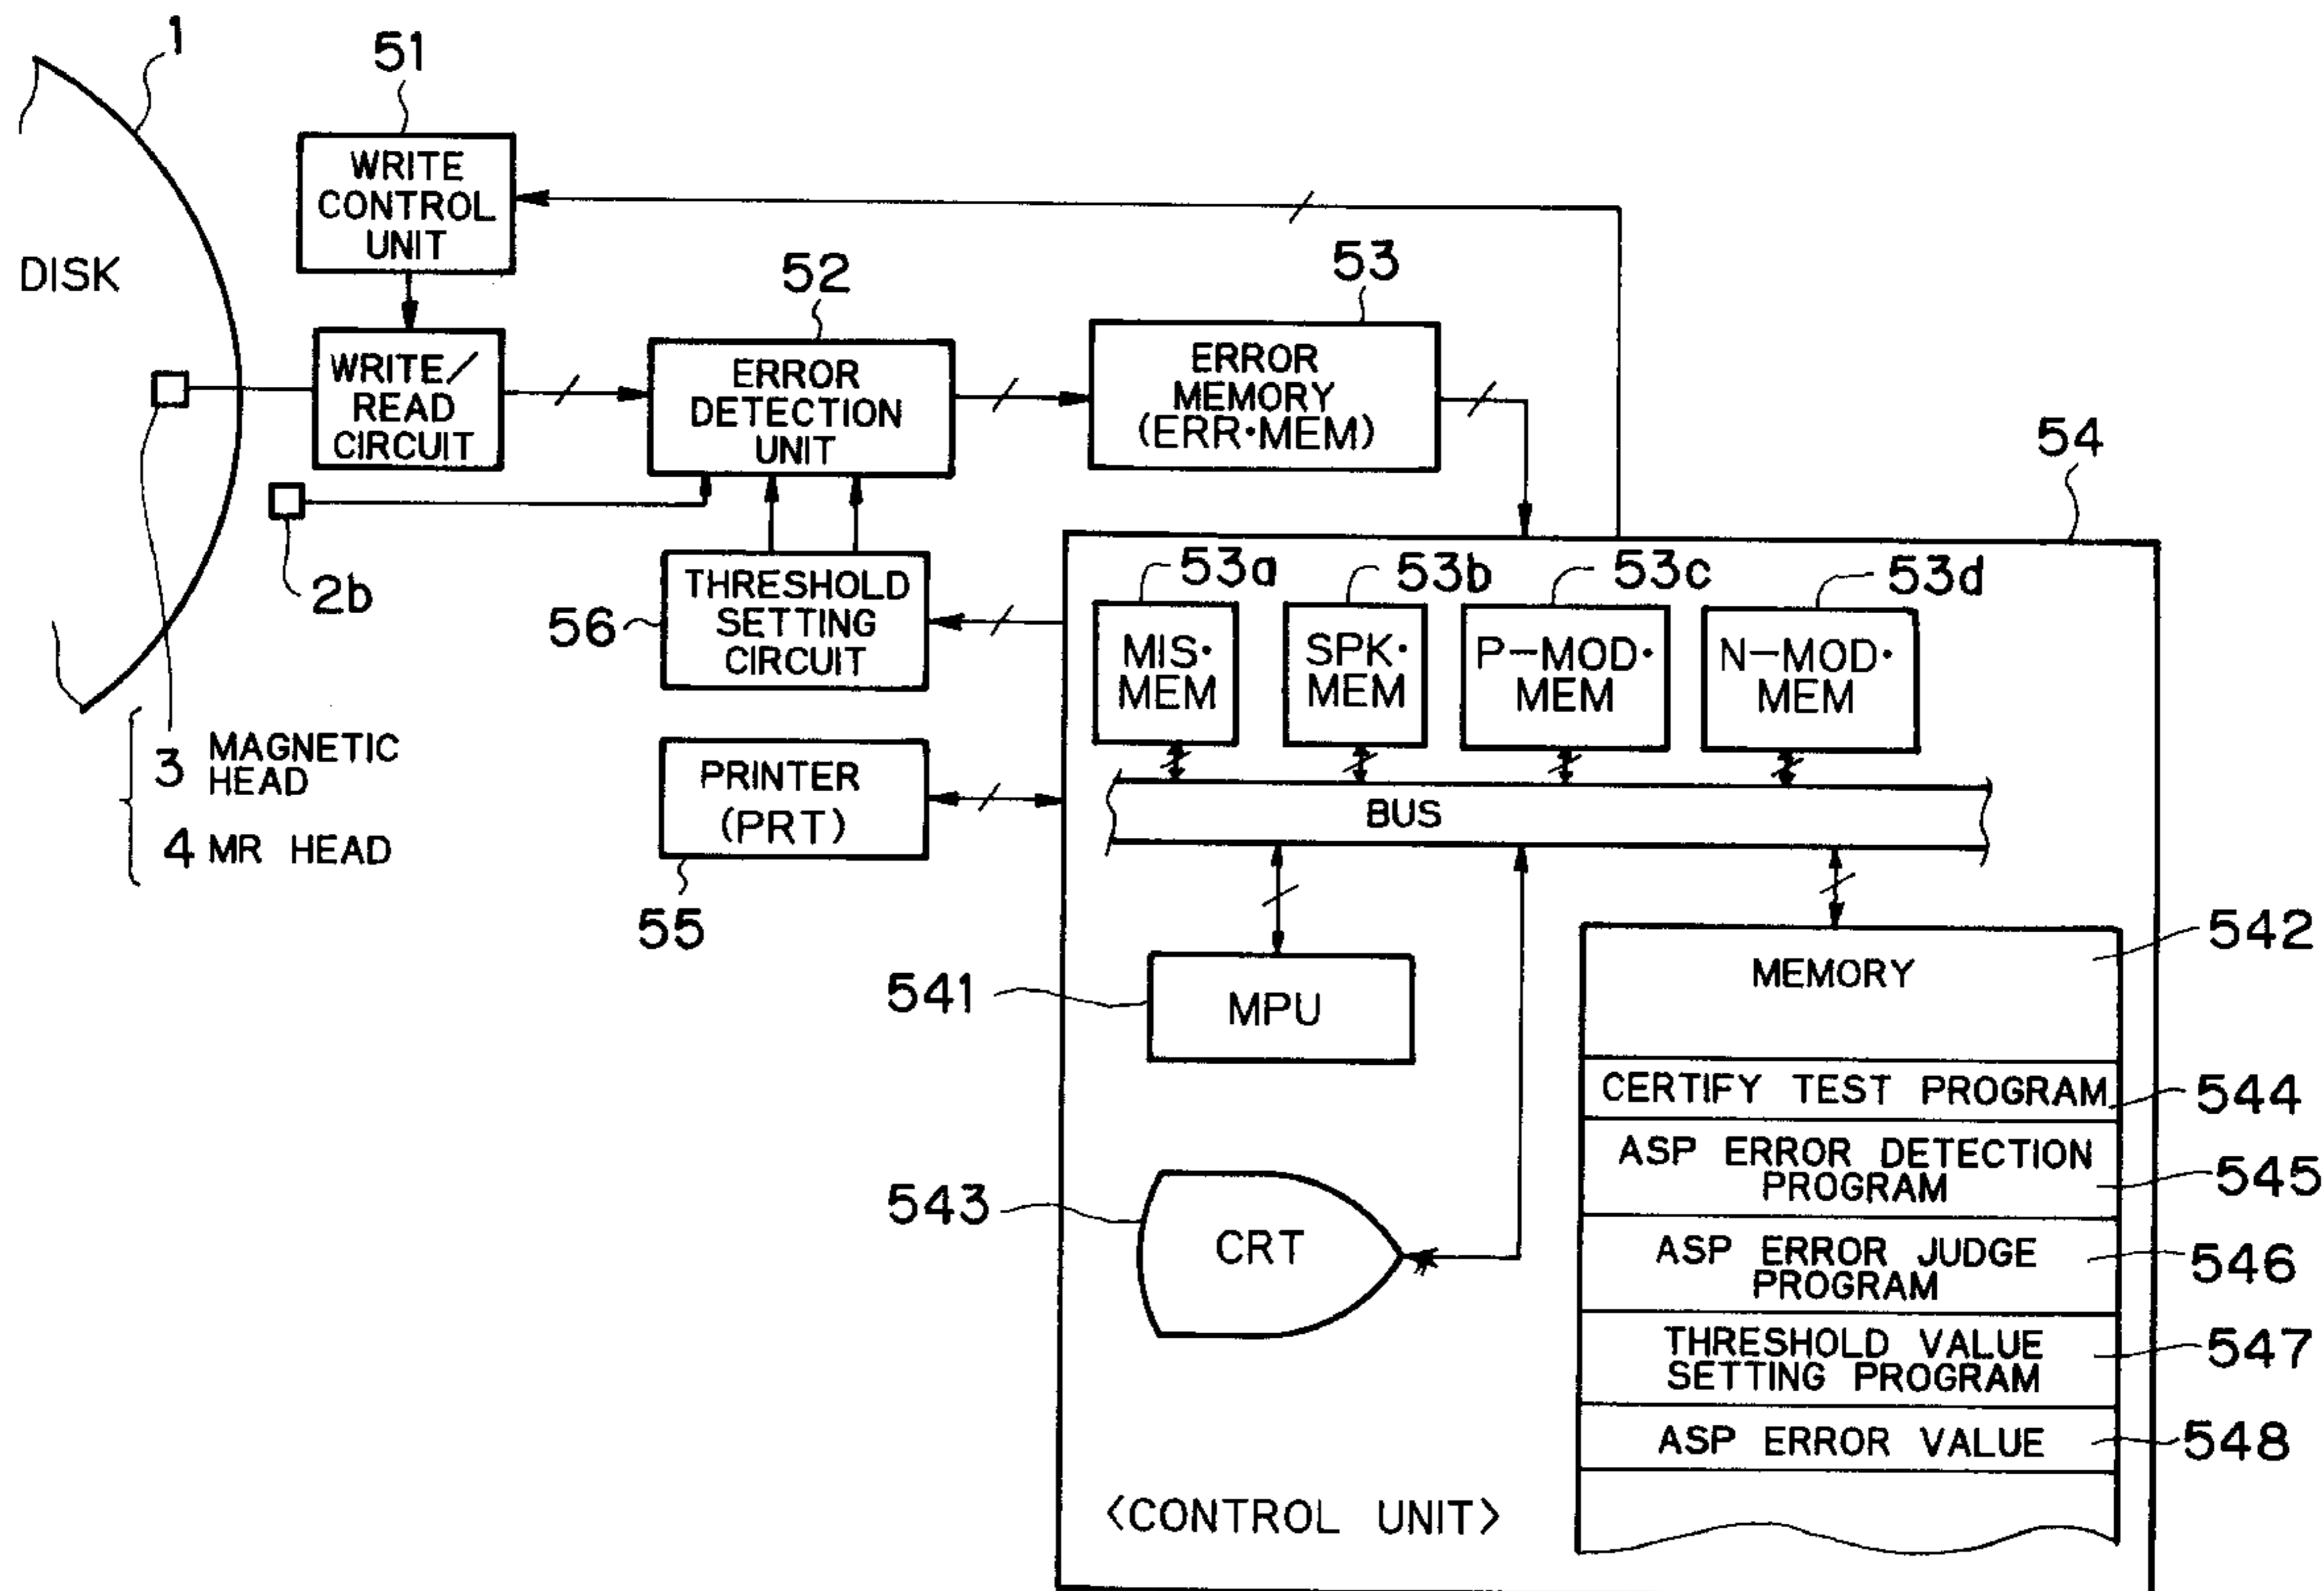 1
51
WRITE
CONTROL
UNIT
DISK
52
53
WRITE/
READ
CIRCUIT
ERROR
DETECTION
UNIT
ERROR
MEMORY
(ERR·MEM)
54
2b
56
THRESHOLD
SETTING
CIRCUIT
53a
53b
53c
53d
MIS·
MEM
SPK·
MEM
P-MOD·
MEM
N-MOD·
MEM
3 MAGNETIC
HEAD
4 MR HEAD
PRINTER
(PRT)
55
BUS
541
MPU
542
MEMORY
CERTIFY TEST PROGRAM
544
ASP ERROR DETECTION
PROGRAM
545
543
CRT
ASP ERROR JUDGE
PROGRAM
546
THRESHOLD VALUE
SETTING PROGRAM
547
ASP ERROR VALUE
548
<CONTROL UNIT>